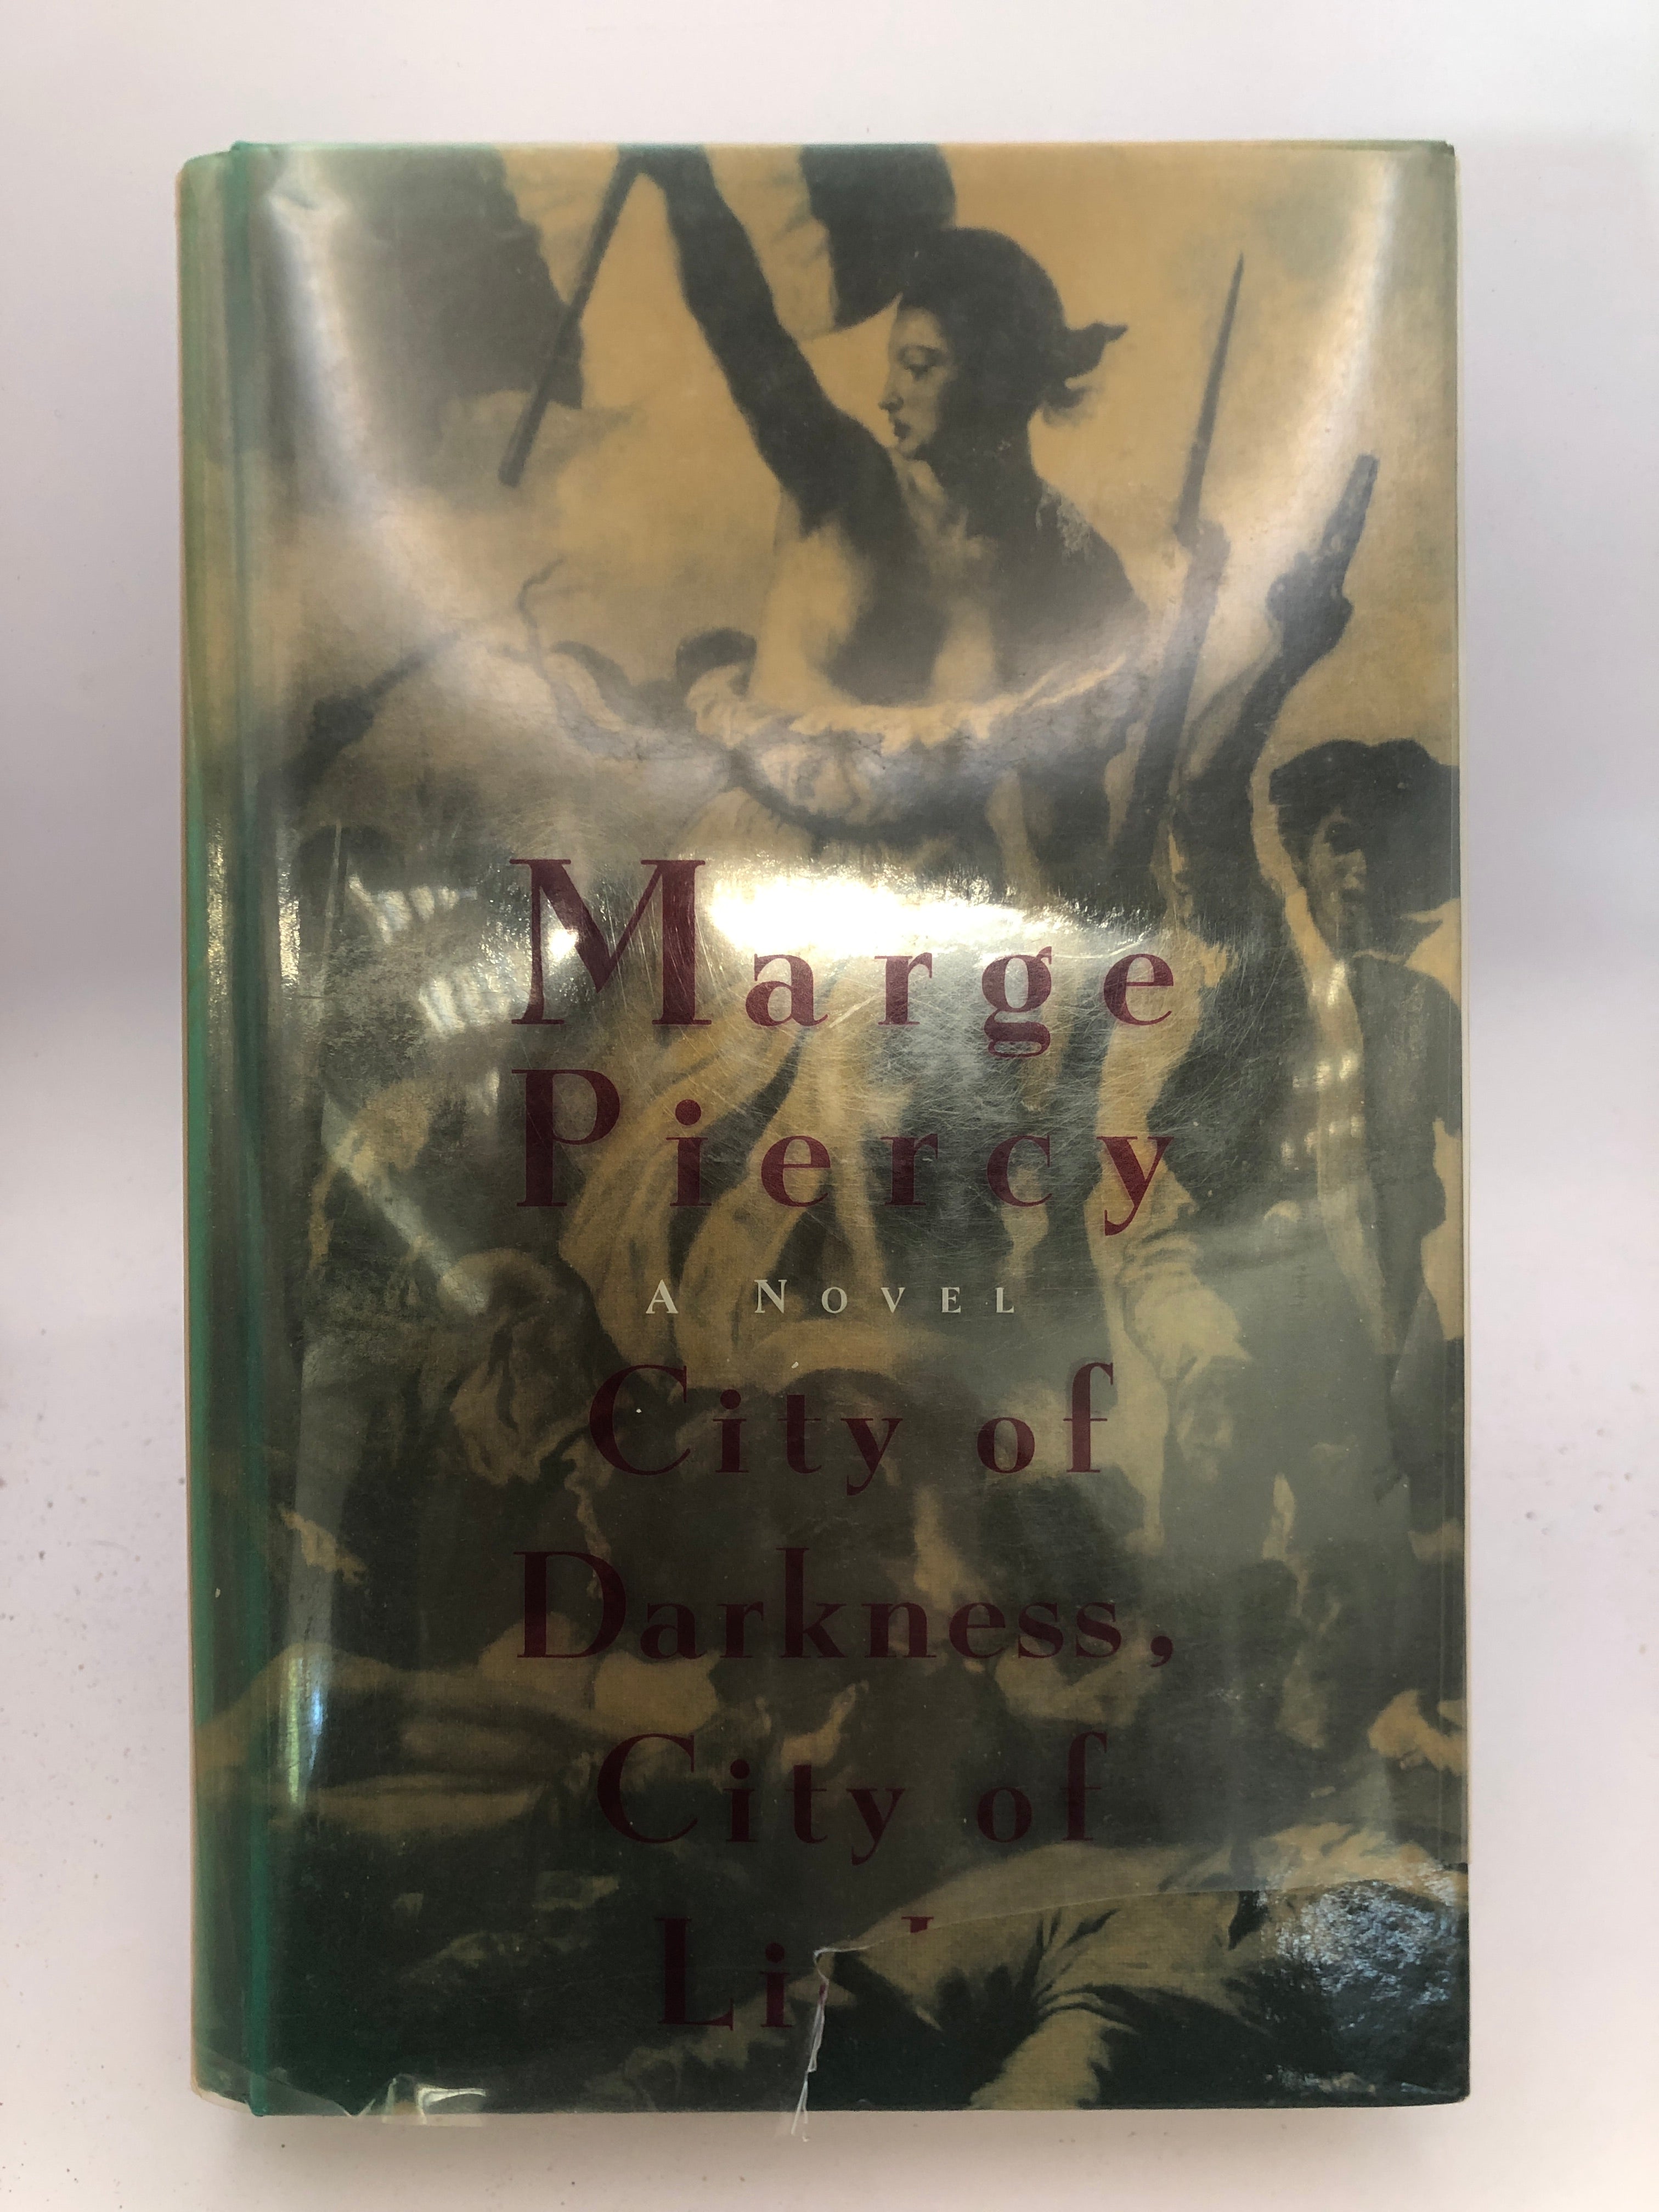 Marge
Piercy
A NOVEL
City of
Darkness,
City of